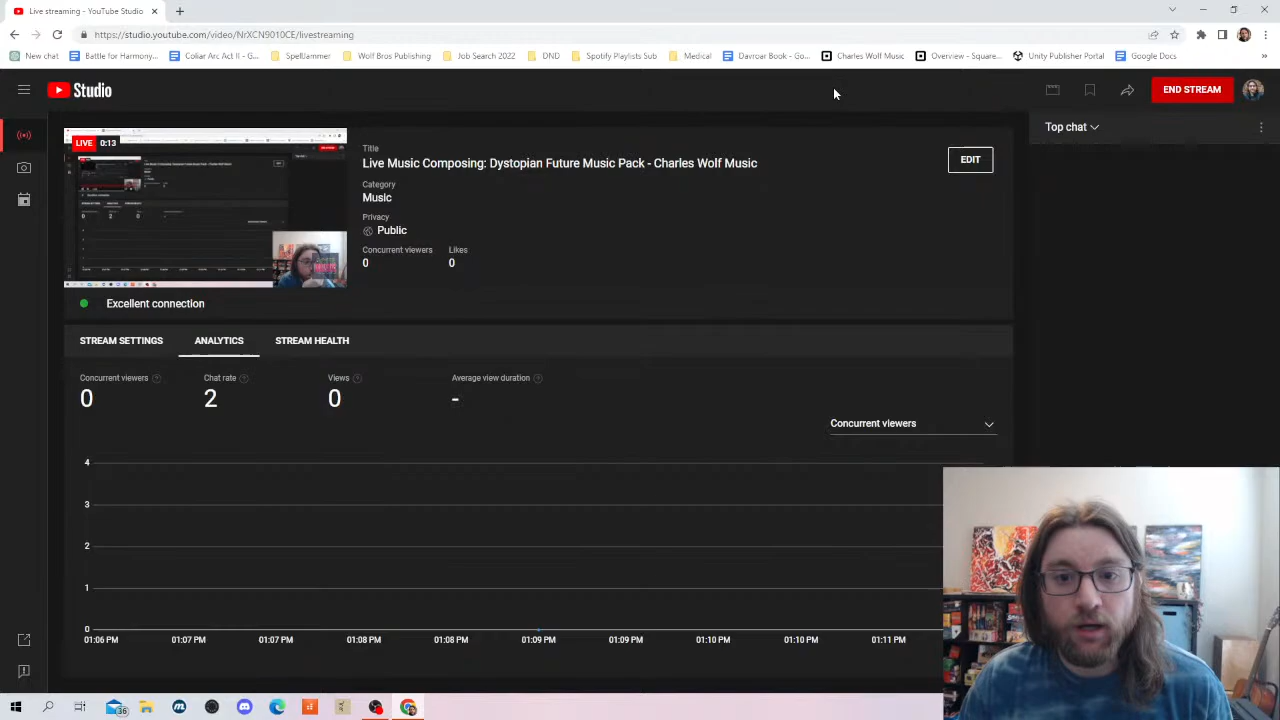 Live streaming - YouTube Studio
https://studio.youtube.com/video/NrXCN9010CE/livestreaming
New chat
Battle for Harmony...
Coliar Arc Act I - G...
Spelljammer
Wolf Bros Publishing
Job Search 2022
DND
Spotify Playlists Sub
Medical
Davroar Book - Goo...
Charles Wolf Music
Overview - Square...
Unity Publisher Portal
Google Docs
Studio
END STREAM
LIVE 0:13
Title
Live Music Composing: Dystopian Future Music Pack - Charles Wolf Music
EDIT
Category
Music
Privacy
Public
Concurrent viewers Likes
0 0
Excellent connection
Top chat
STREAM SETTINGS ANALYTICS STREAM HEALTH
Concurrent viewers Chat rate Views Average view duration
0 2 0 -
Concurrent viewers
4
3
2
1
0
01:06 PM 01:07 PM 01:07 PM 01:08 PM 01:08 PM 01:09 PM 01:09 PM 01:10 PM 01:10 PM 01:11 PM
36